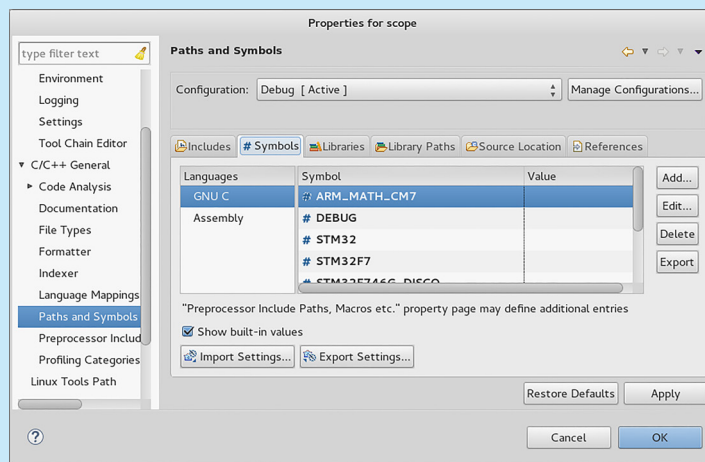 Properties for scope
type filter text
Environment
Logging
Settings
Tool Chain Editor
C/C++ General
Code Analysis
Documentation
File Types
Formatter
Indexer
Language Mappings
Paths and Symbols
Preprocessor Includ
Profiling Categories
Linux Tools Path
Paths and Symbols
Configuration: Debug [ Active ] Manage Configurations...
Includes # Symbols Libraries Library Paths Source Location References
Languages Symbol Value
GNU C # ARM_MATH_CM7
Assembly # DEBUG
# STM32
# STM32F7
# STM32F746G_DISCO
Add...
Edit...
Delete
Export
"Preprocessor Include Paths, Macros etc." property page may define additional entries
Show built-in values
Import Settings... Export Settings...
Restore Defaults Apply
? Cancel OK